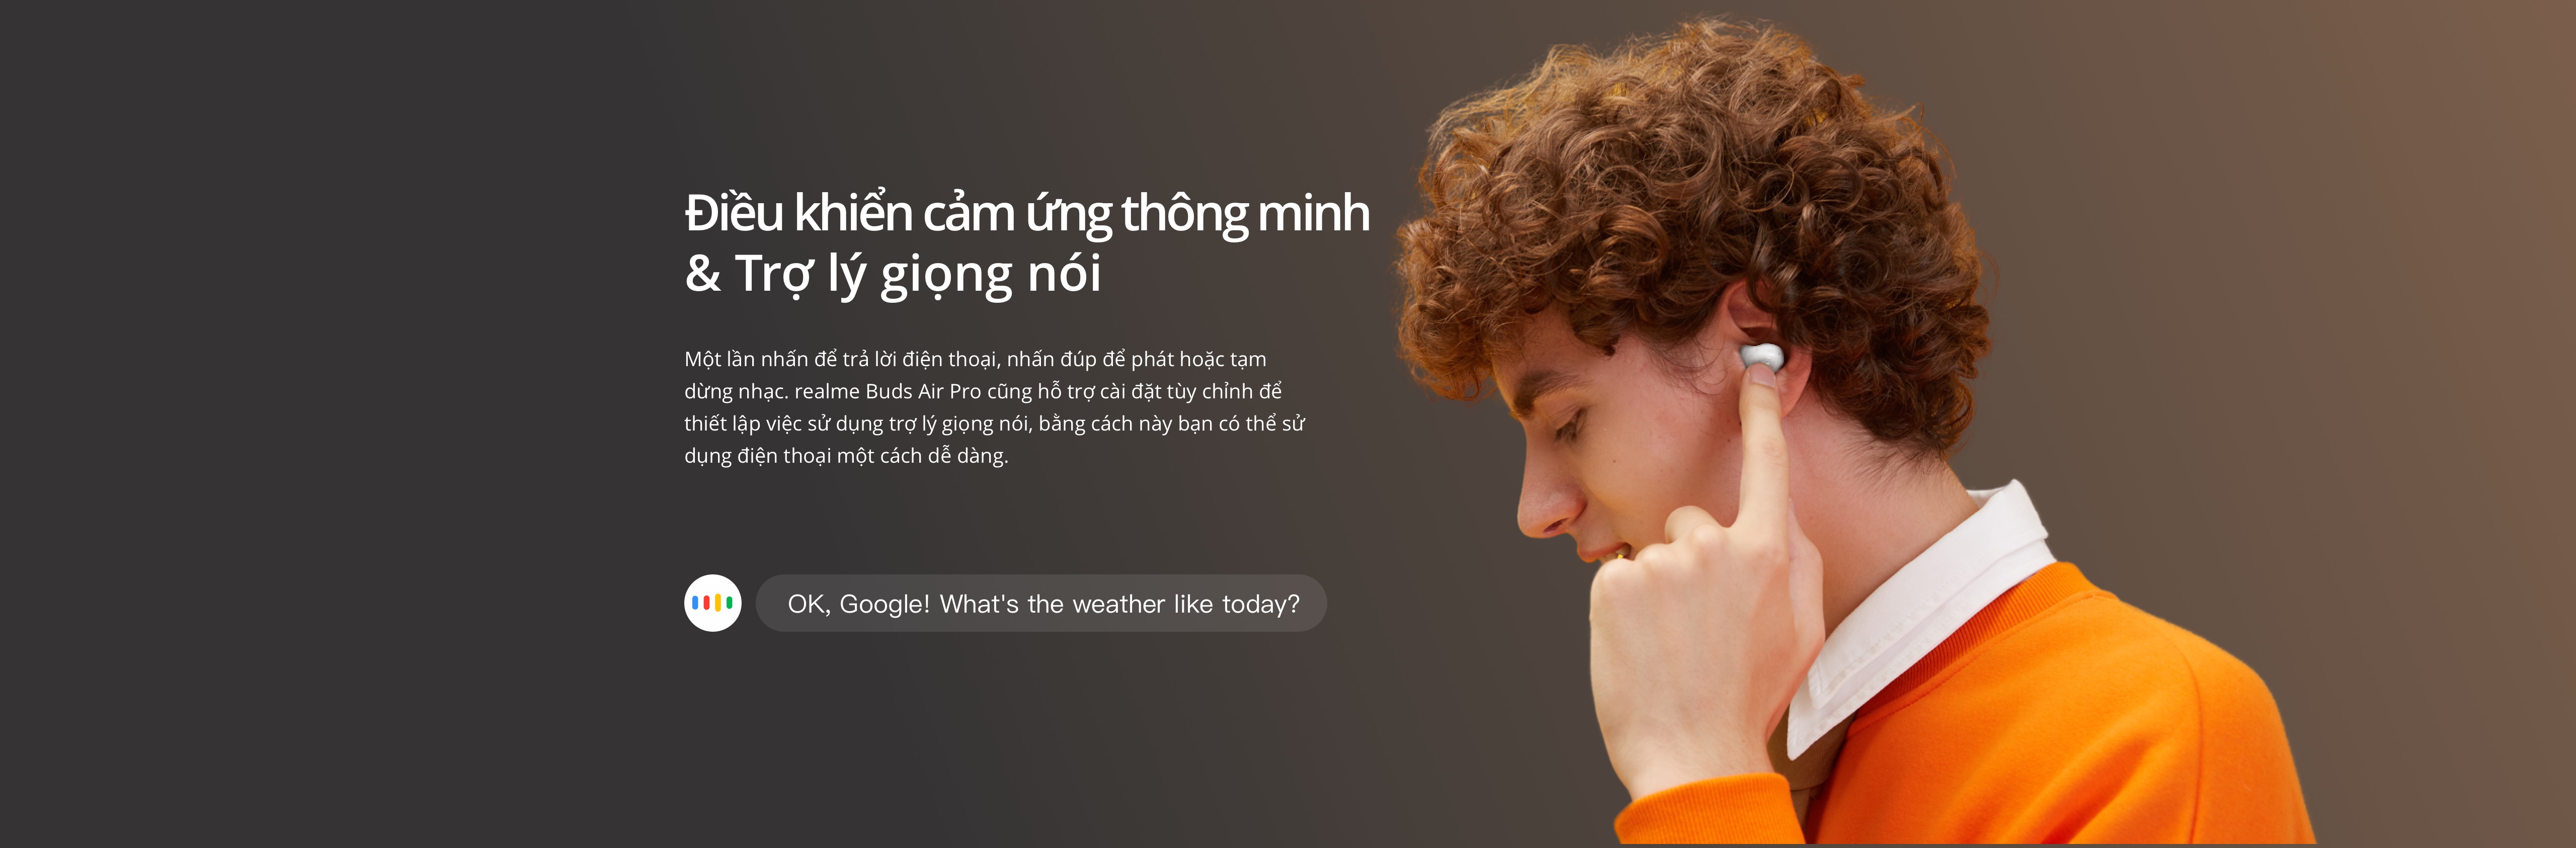 Điều khiển cảm ứng thông minh
& Trợ lý giọng nói
Một lần nhấn để trả lời điện thoại, nhấn đúp để phát hoặc tạm
dừng nhạc. realme Buds Air Pro cũng hỗ trợ cài đặt tùy chỉnh để
thiết lập việc sử dụng trợ lý giọng nói, bằng cách này bạn có thể sử
dụng điện thoại một cách dễ dàng.
OK, Google! What's the weather like today?